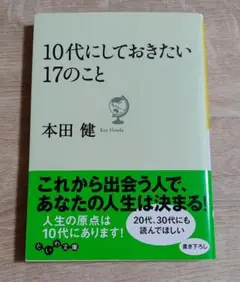 10代にしておきたい
17のこと
本田 健
Ken Honda
これから出会う人で、
あなたの人生は決まる!
人生の原点は
10代にあります!
20代、30代にも
読んでほしい
だいわ文庫
書き下ろし